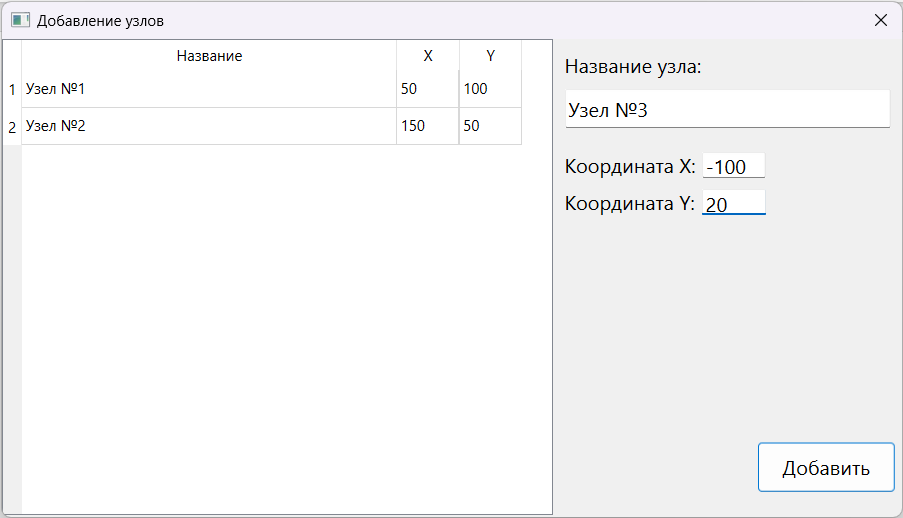 Добавление узлов
Название X Y
1 Узел №1 50 100
2 Узел №2 150 50
Название узла:
Узел №3
Координата X: -100
Координата Y: 20
Добавить